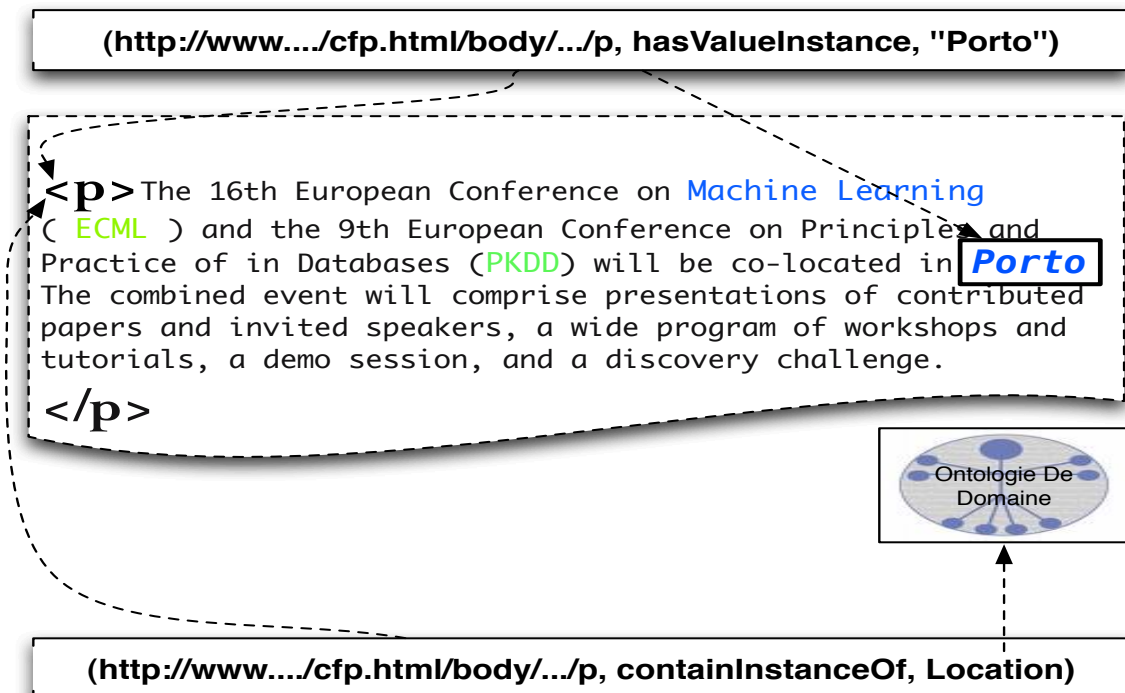 (http://www..../cfp.html/body/.../p, hasValueInstance, "Porto")
<p>The 16th European Conference on Machine Learning
( ECML ) and the 9th European Conference on Principles and
Practice of in Databases (PKDD) will be co-located in Porto
The combined event will comprise presentations of contributed
papers and invited speakers, a wide program of workshops and
tutorials, a demo session, and a discovery challenge.
</p>
Ontologie De
Domaine
(http://www..../cfp.html/body/.../p, containInstanceOf, Location)